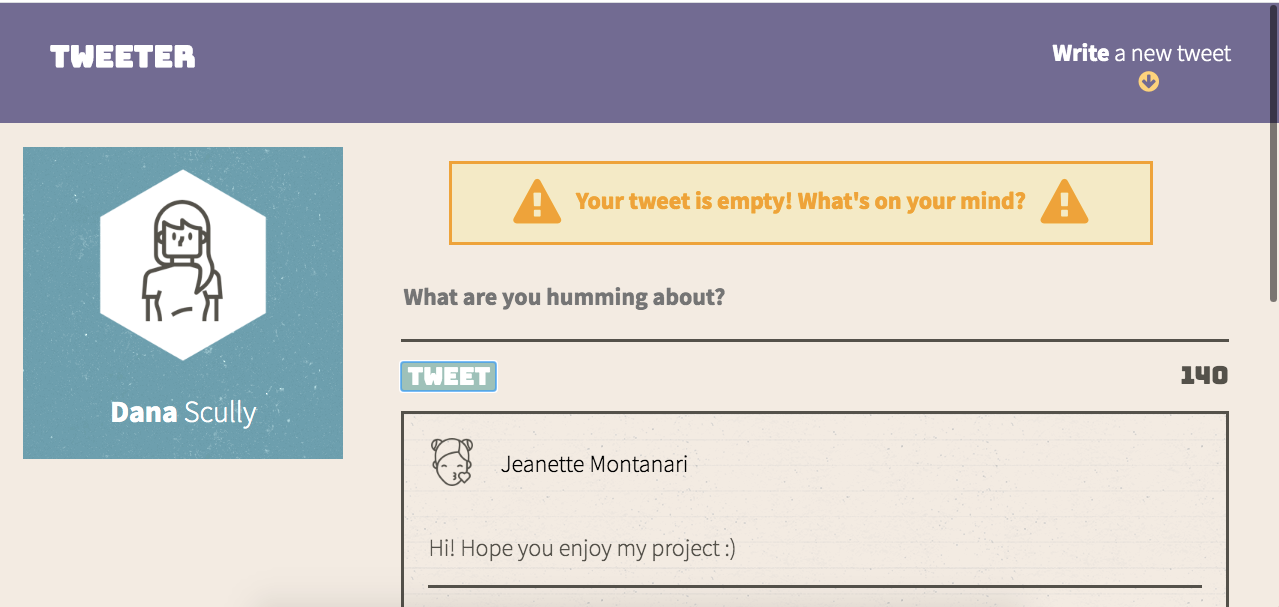 TWEETER
Write a new tweet
Your tweet is empty! What's on your mind?
Dana Scully
What are you humming about?
TWEET
140
Jeanette Montanari
Hi! Hope you enjoy my project :)